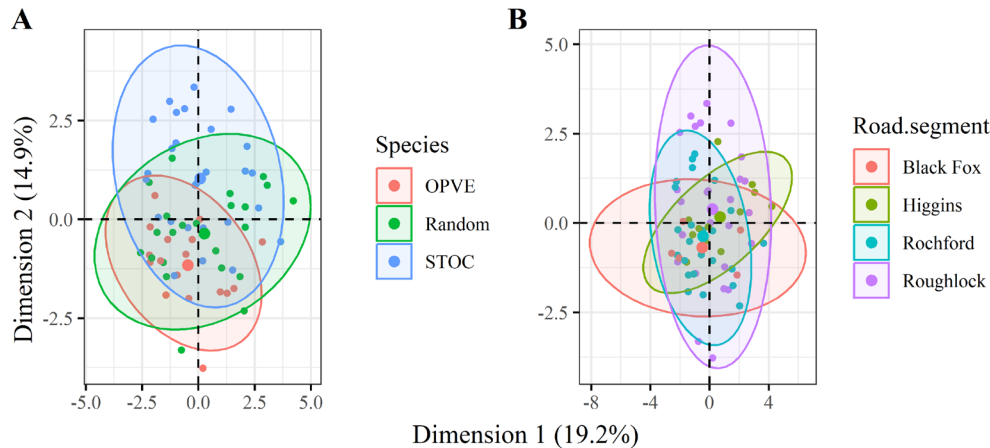 A
B
Dimension 2 (14.9%)
2.5
0.0
-2.5
-5.0 -2.5 0.0 2.5 5.0
Species
OPVE
Random
STOC
5.0
2.5
0.0
-2.5
-8 -4 0 4
Road.segment
Black Fox
Higgins
Rochford
Roughlock
Dimension 1 (19.2%)